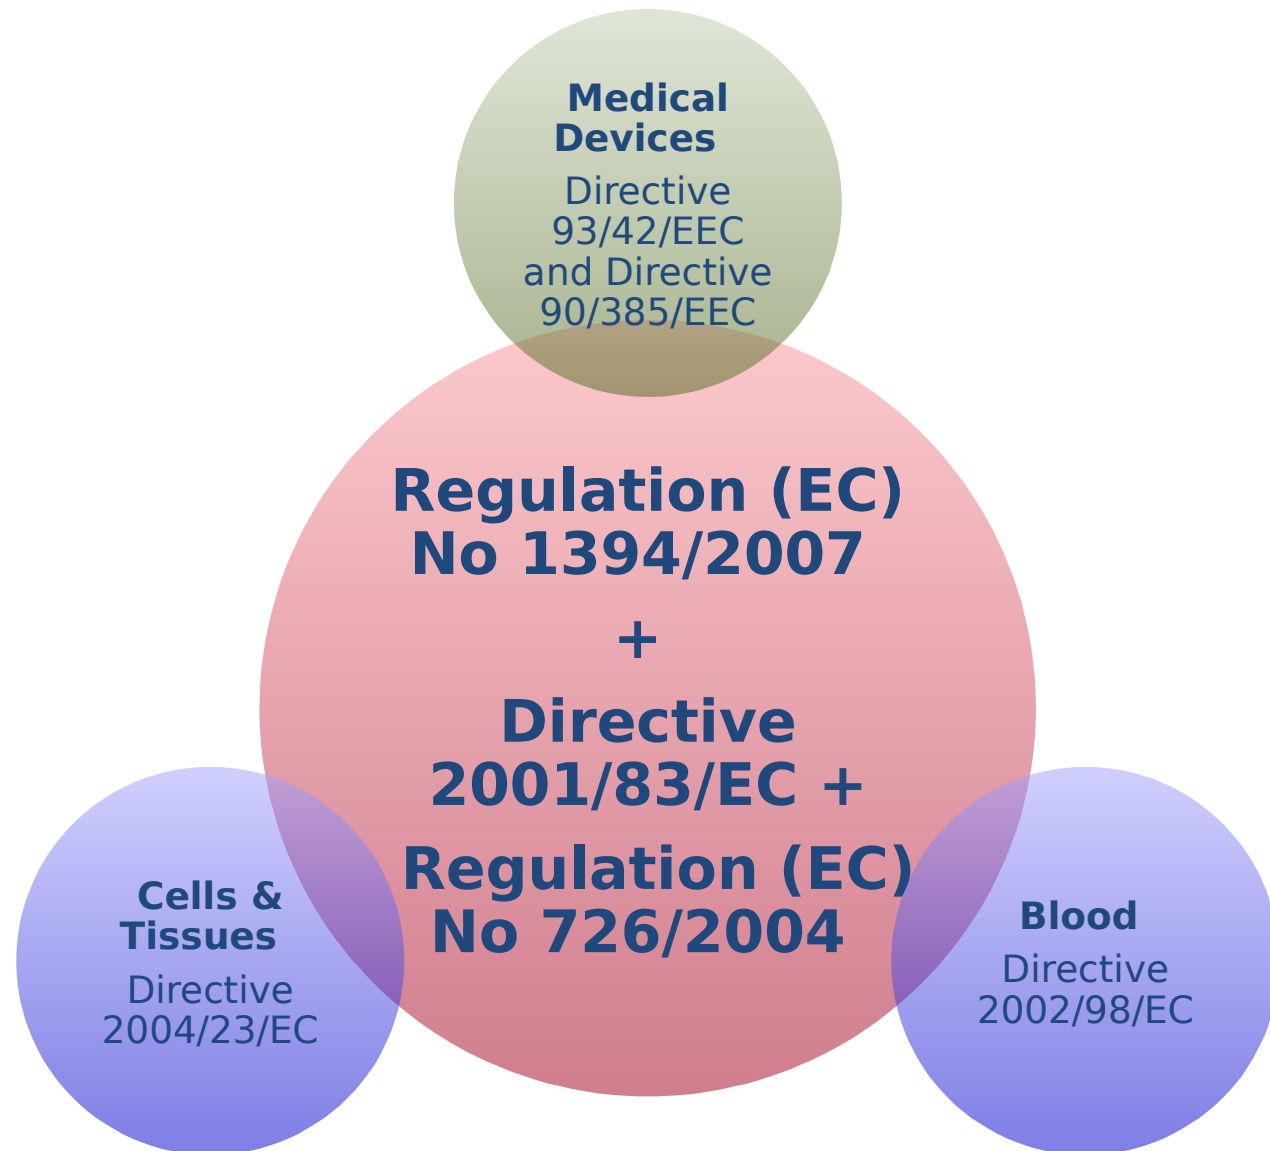 Medical
Devices
Directive
93/42/EEC
and Directive
90/385/EEC
Regulation (EC)
No 1394/2007
+
Directive
2001/83/EC +
Regulation (EC)
No 726/2004
Cells &
Tissues
Directive
2004/23/EC
Blood
Directive
2002/98/EC